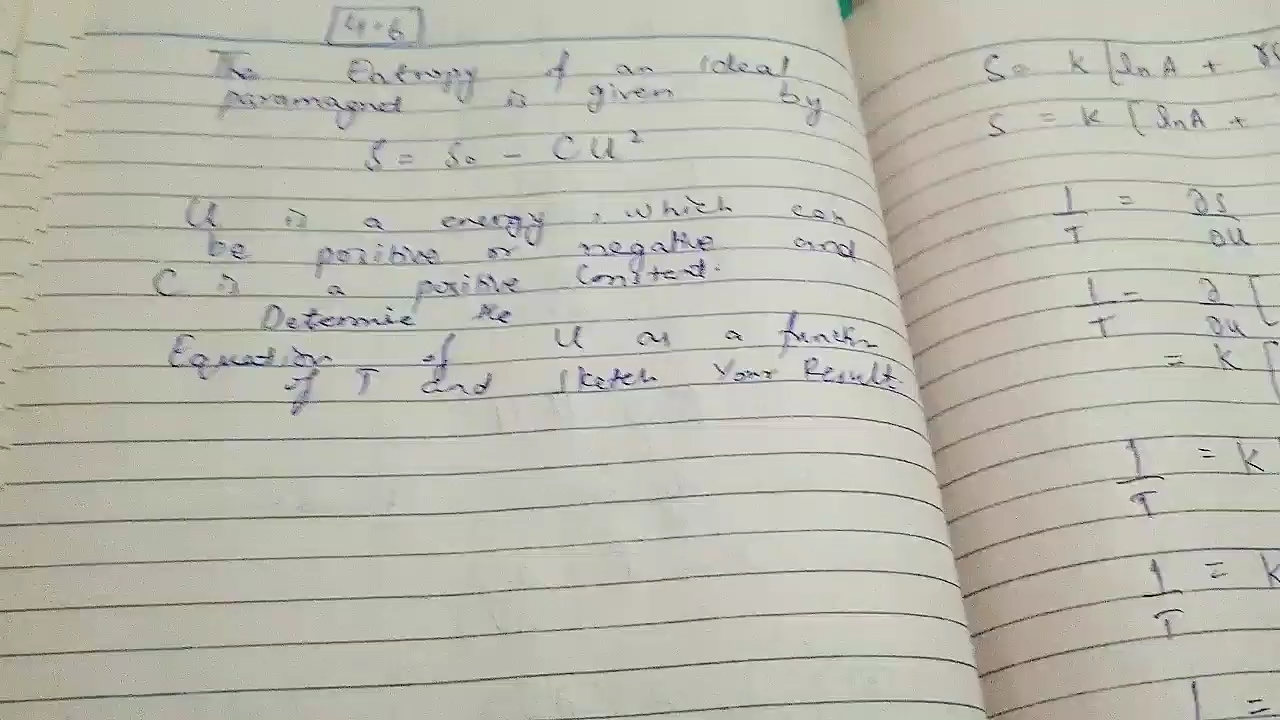 4.6
The Entropy of an ideal
paramagnet is given by
S = S₀ - CU²
U is a energy, which can
be positive or negative and
C is a positive Constant.
Determie the
Equation of U as a function
of T and sketch Your Result.
S = K [lnA +
S = K [lnA +
1/T = ∂S/∂U
1/T = ∂/∂U [
= K [
1/T = K
1/T = K